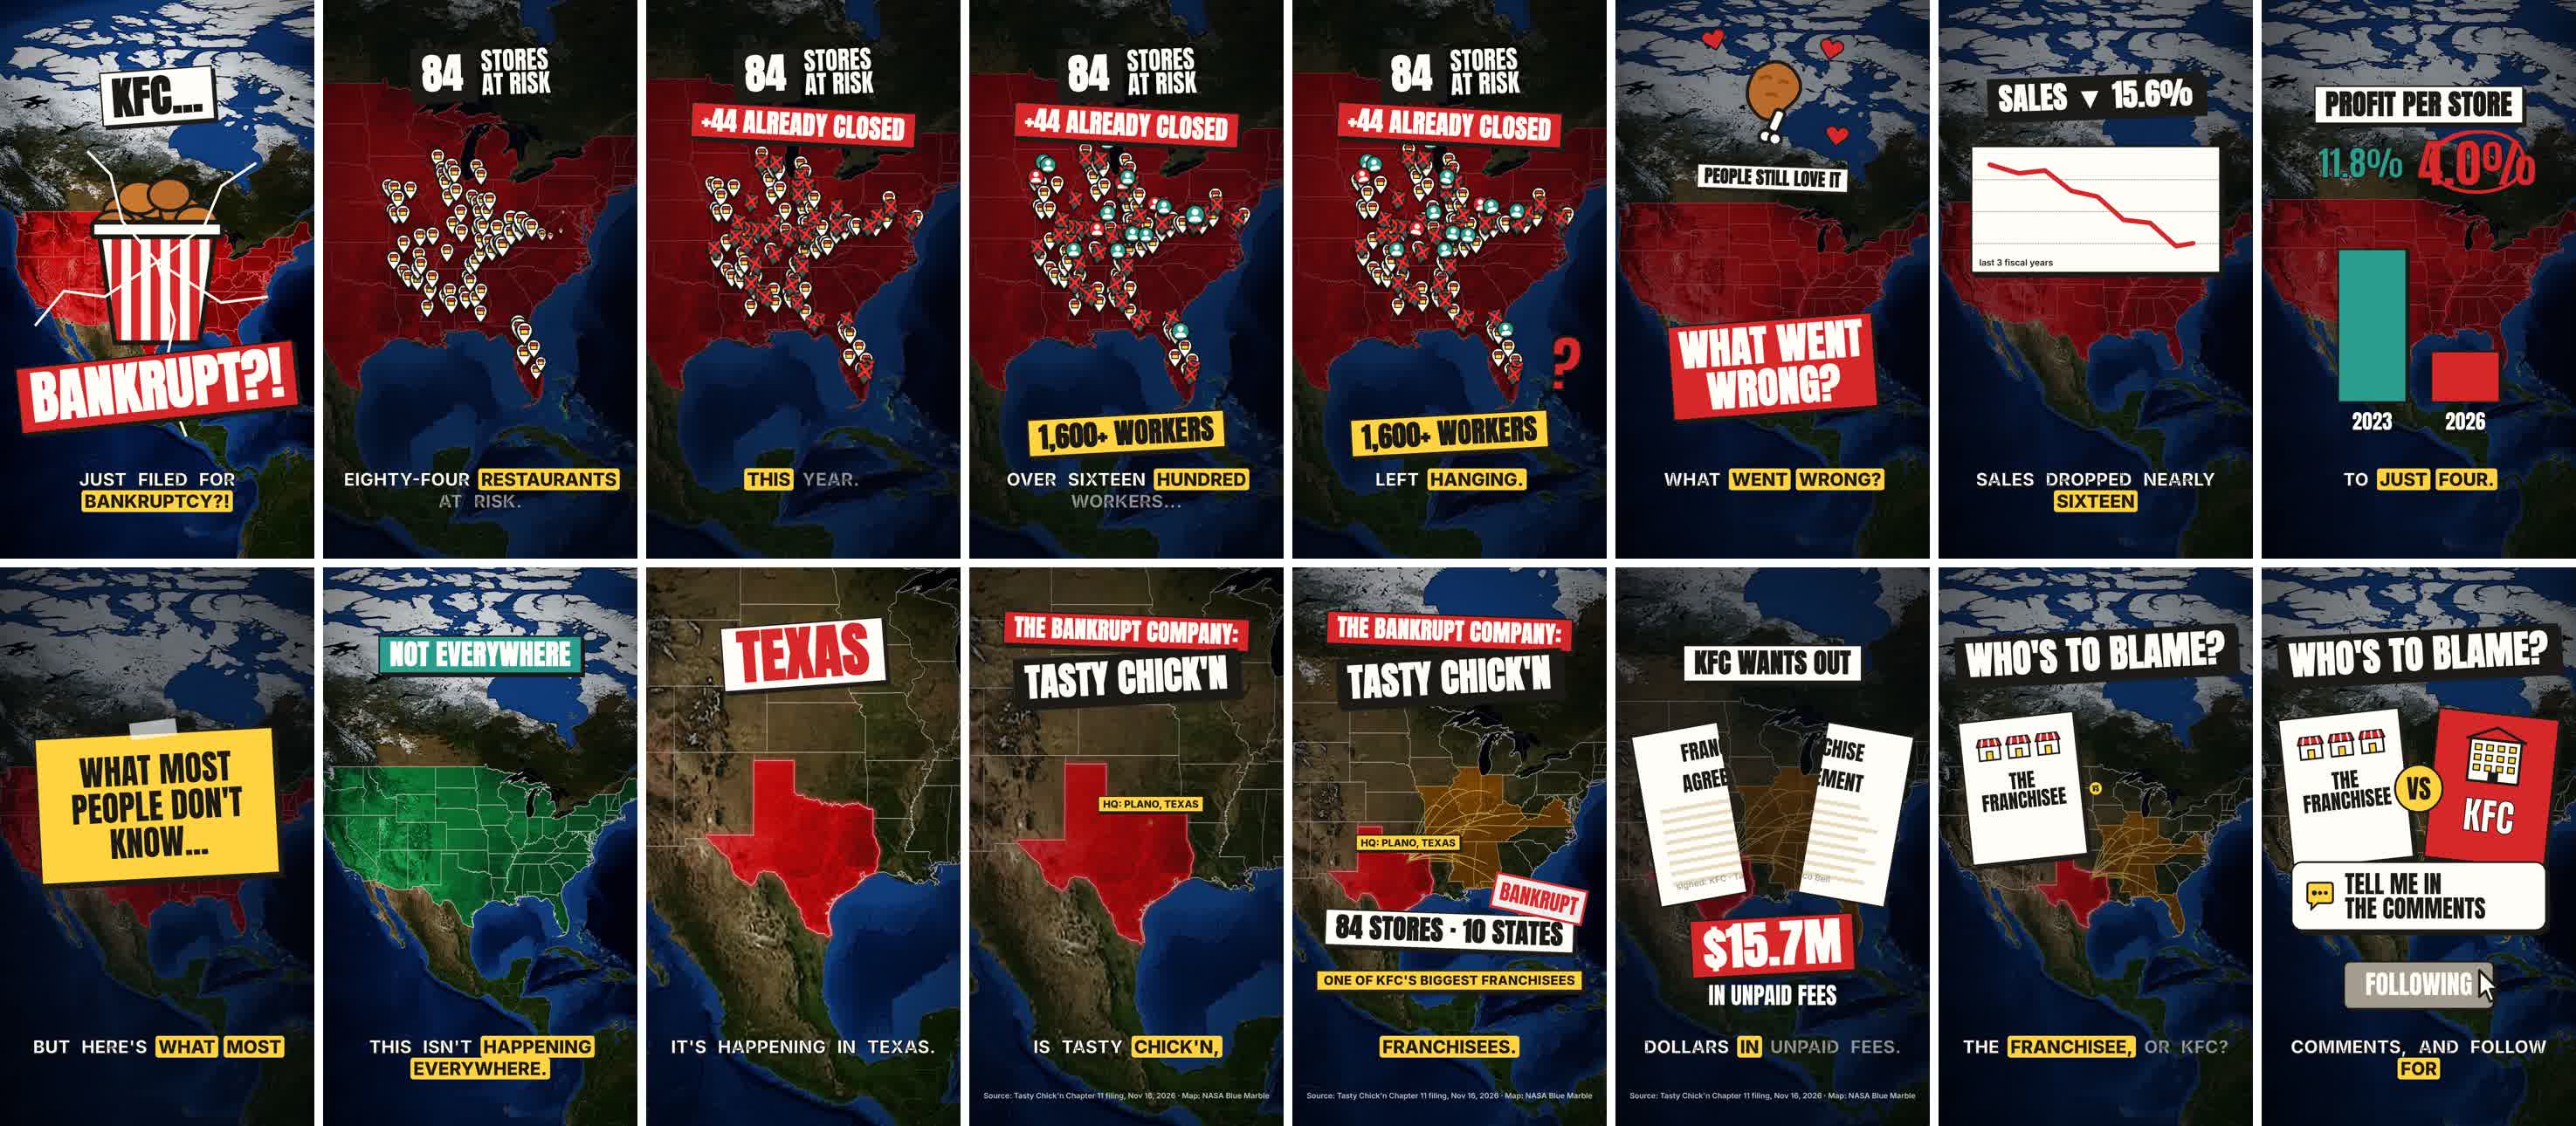 KFC...
BANKRUPT?!
JUST FILED FOR
BANKRUPTCY?!
84 STORES
AT RISK
EIGHTY-FOUR RESTAURANTS
AT RISK.
84 STORES
AT RISK
+44 ALREADY CLOSED
THIS YEAR.
84 STORES
AT RISK
+44 ALREADY CLOSED
1,600+ WORKERS
OVER SIXTEEN HUNDRED
WORKERS...
84 STORES
AT RISK
+44 ALREADY CLOSED
?
1,600+ WORKERS
LEFT HANGING.
PEOPLE STILL LOVE IT
WHAT WENT
WRONG?
WHAT WENT WRONG?
SALES ▼ 15.6%
last 3 fiscal years
SALES DROPPED NEARLY
SIXTEEN
PROFIT PER STORE
11.8% 4.0%
2023 2026
TO JUST FOUR.
WHAT MOST
PEOPLE DON'T
KNOW...
BUT HERE'S WHAT MOST
NOT EVERYWHERE
THIS ISN'T HAPPENING
EVERYWHERE.
TEXAS
IT'S HAPPENING IN TEXAS.
THE BANKRUPT COMPANY:
TASTY CHICK'N
HQ: PLANO, TEXAS
IS TASTY CHICK'N,
Source: Tasty Chick'n Chapter 11 filing, Nov 16, 2026 · Map: NASA Blue Marble
THE BANKRUPT COMPANY:
TASTY CHICK'N
HQ: PLANO, TEXAS
BANKRUPT
84 STORES · 10 STATES
ONE OF KFC'S BIGGEST FRANCHISEES
FRANCHISEES.
Source: Tasty Chick'n Chapter 11 filing, Nov 16, 2026 · Map: NASA Blue Marble
KFC WANTS OUT
FRAN CHISE
AGREE MENT
signed: KFC · Ta co Bell
$15.7M
IN UNPAID FEES
DOLLARS IN UNPAID FEES.
Source: Tasty Chick'n Chapter 11 filing, Nov 16, 2026 · Map: NASA Blue Marble
WHO'S TO BLAME?
THE
FRANCHISEE
VS
THE FRANCHISEE, OR KFC?
WHO'S TO BLAME?
THE
FRANCHISEE
VS
KFC
TELL ME IN
THE COMMENTS
FOLLOWING
COMMENTS, AND FOLLOW
FOR